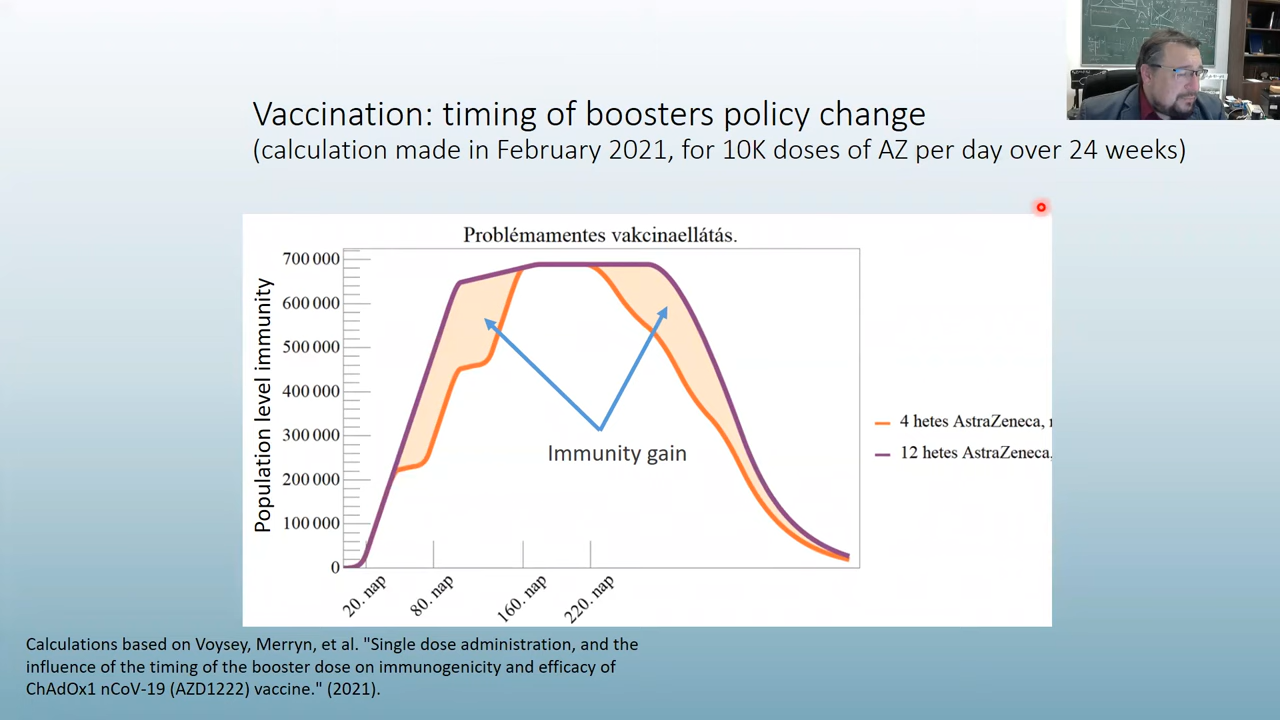 Vaccination: timing of boosters policy change
(calculation made in February 2021, for 10K doses of AZ per day over 24 weeks)
Problémamentes vakcinaellátás.
Population level immunity
700 000
600 000
500 000
400 000
300 000
200 000
100 000
0
20. nap
80. nap
160. nap
220. nap
Immunity gain
4 hetes AstraZeneca,
12 hetes AstraZeneca.
Calculations based on Voysey, Merryn, et al. "Single dose administration, and the
influence of the timing of the booster dose on immunogenicity and efficacy of
ChAdOx1 nCoV-19 (AZD1222) vaccine." (2021).